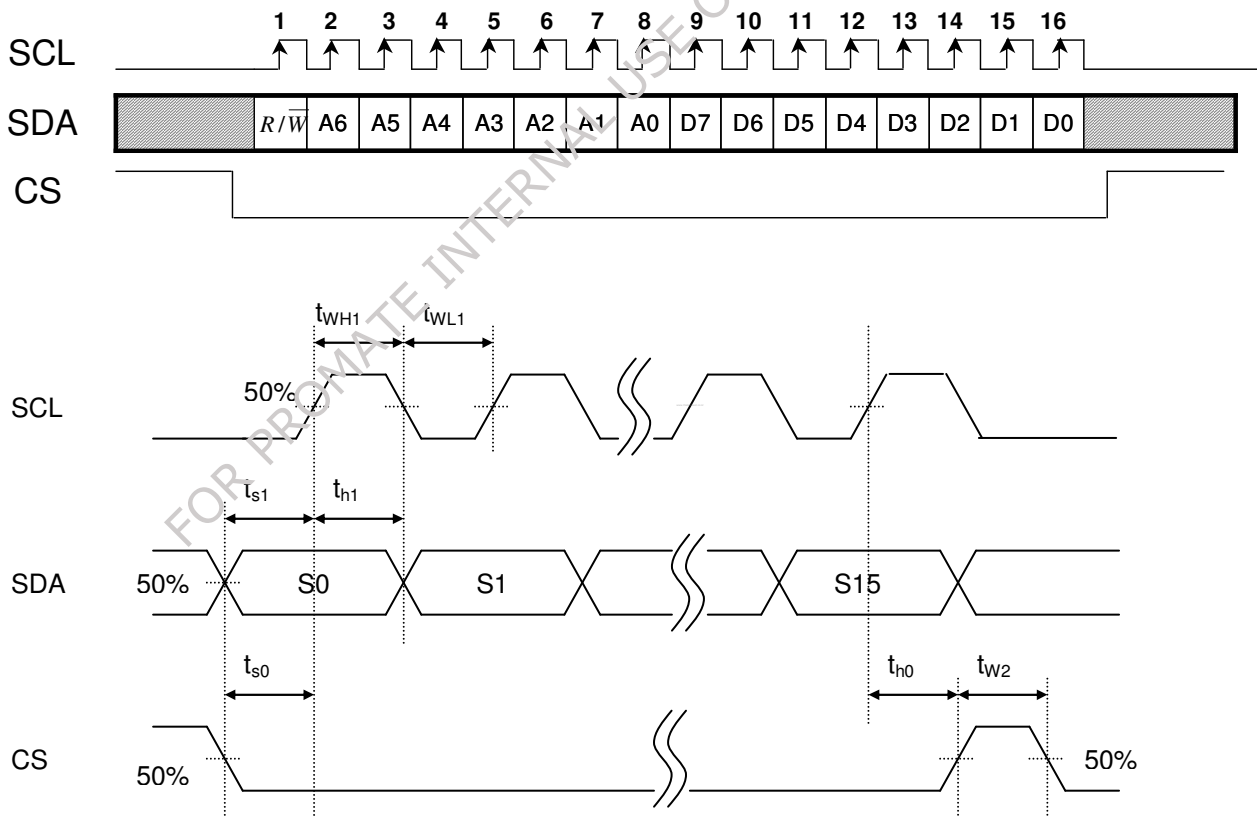 1 2 3 4 5 6 7 8 9 10 11 12 13 14 15 16
SCL
SDA R/W̅ A6 A5 A4 A3 A2 A1 A0 D7 D6 D5 D4 D3 D2 D1 D0
CS
FOR PROMATE INTERNAL USE
tWH1 tWL1
50%
SCL
ts1 th1
SDA 50% S0 S1 S15
ts0 th0 tW2
CS 50% 50%